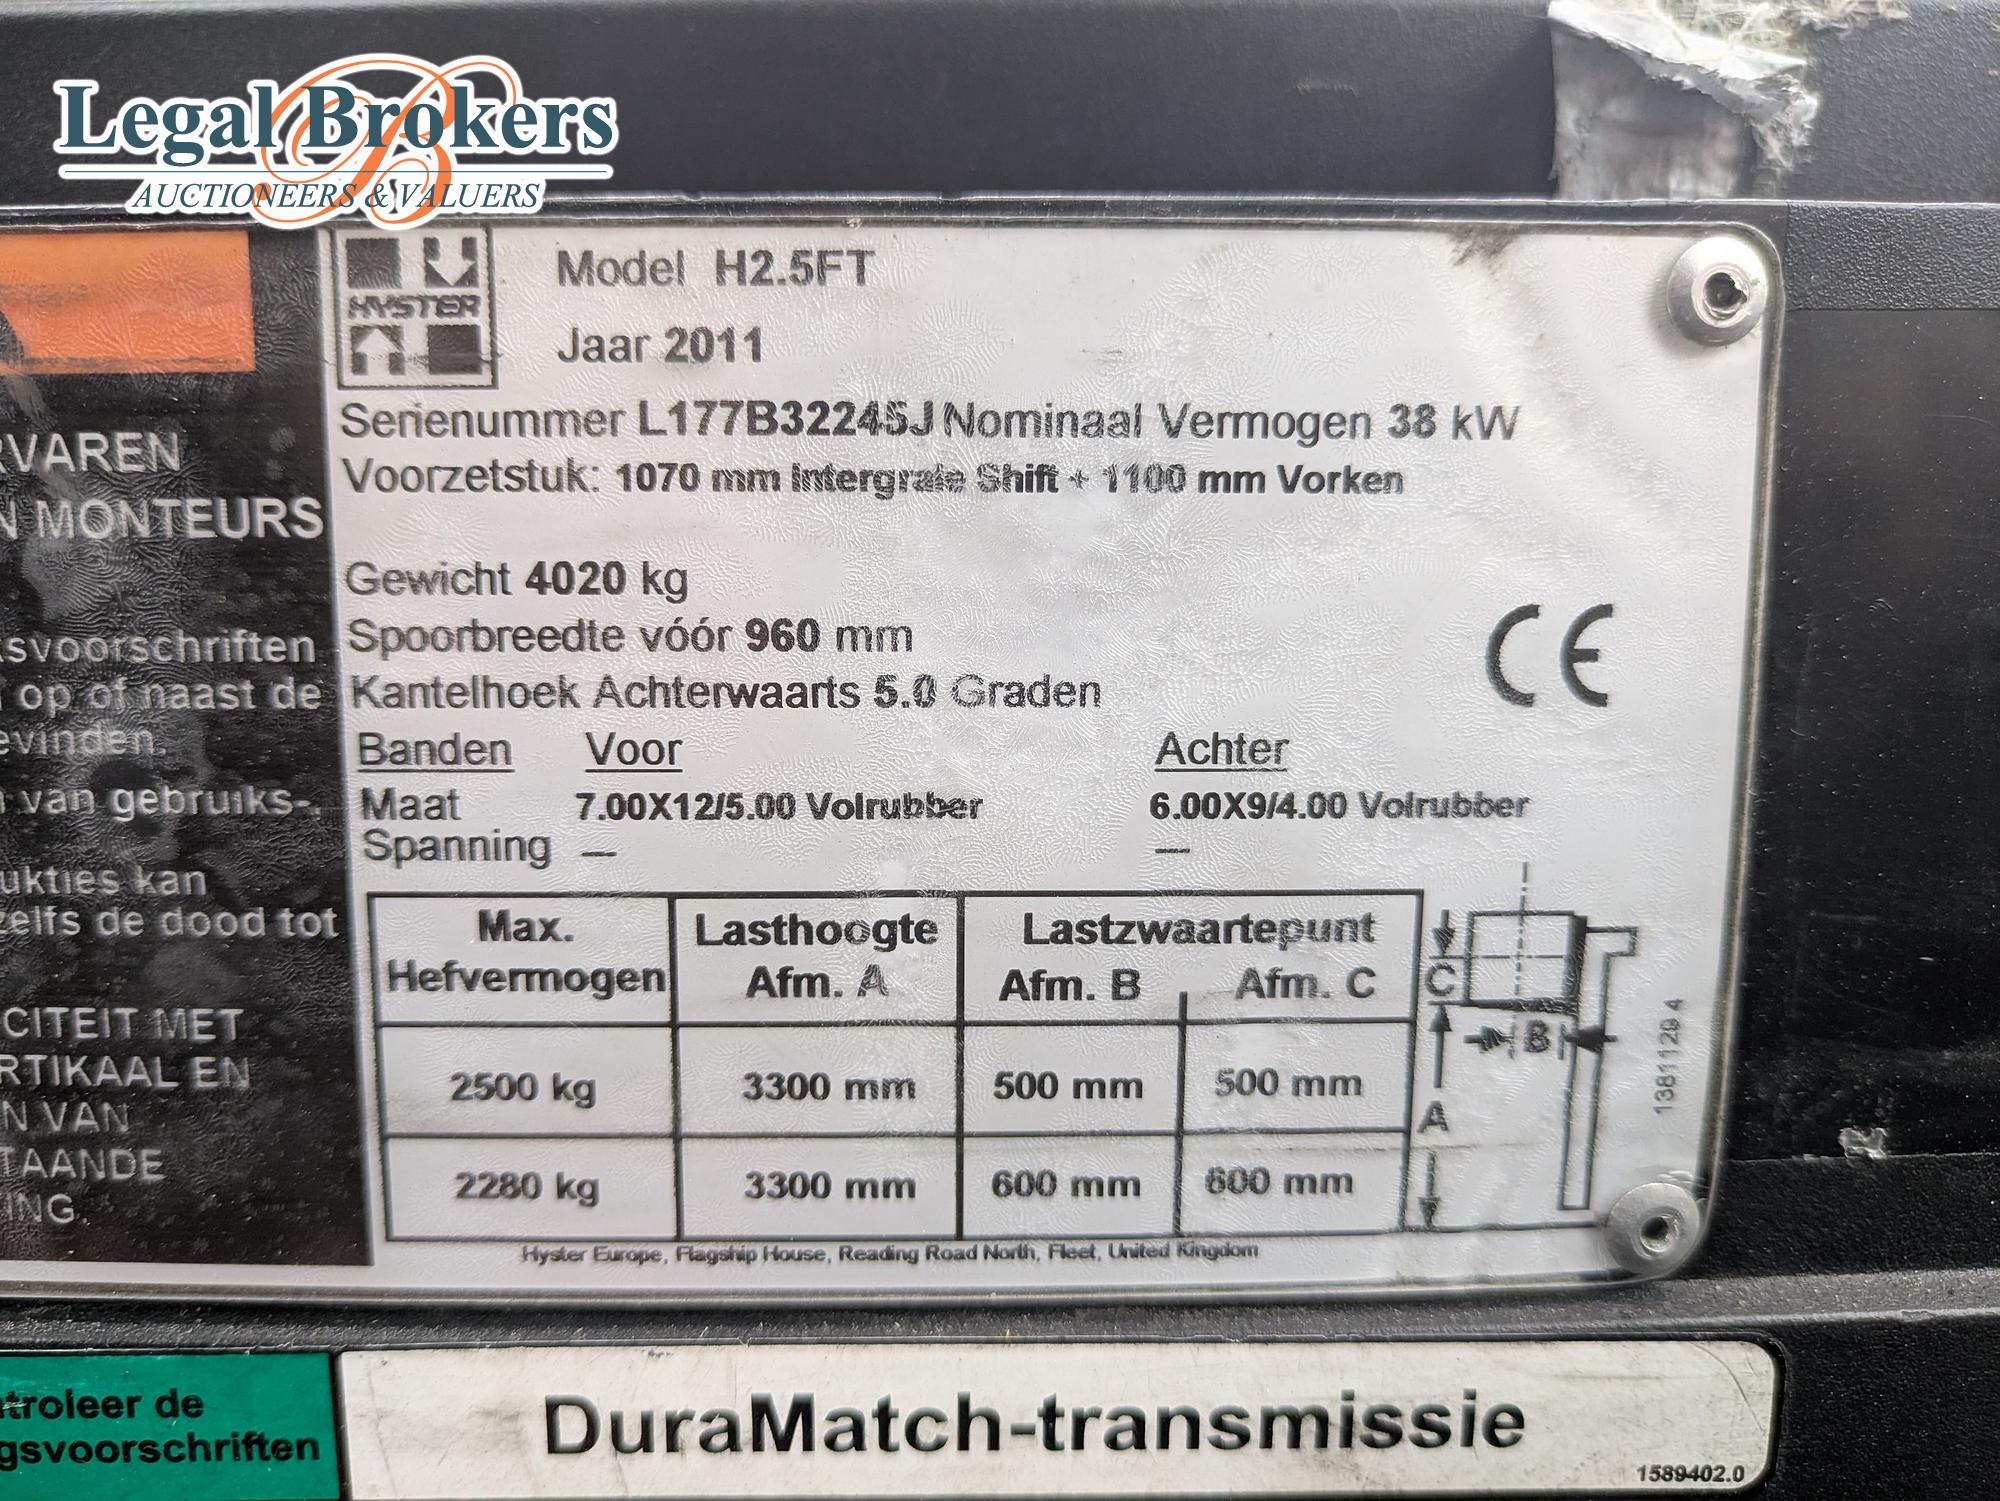 Legal Brokers
AUCTIONEERS & VALUERS
HYSTER
Model H2.5FT
Jaar 2011
Serienummer L177B32245J Nominaal Vermogen 38 kW
Voorzetstuk: 1070 mm Intergrale Shift + 1100 mm Vorken
Gewicht 4020 kg
Spoorbreedte vóór 960 mm
Kantelhoek Achterwaarts 5.0 Graden
Banden Voor Achter
Maat 7.00X12/5.00 Volrubber 6.00X9/4.00 Volrubber
Spanning — —
Max. Lasthoogte Lastzwaartepunt
Hefvermogen Afm. A Afm. B Afm. C
2500 kg 3300 mm 500 mm 500 mm
2280 kg 3300 mm 600 mm 600 mm
C
B
A
1381129 4
Hyster Europe, Flagship House, Reading Road North, Fleet, United Kingdom
RVAREN
N MONTEURS
svoorschriften
op of naast de
evinden.
van gebruiks-
ukties kan
zelfs de dood tot
CITEIT MET
RTIKAAL EN
N VAN
TAANDE
ING.
CE
troleer de
gsvoorschriften
DuraMatch-transmissie
1589402.0